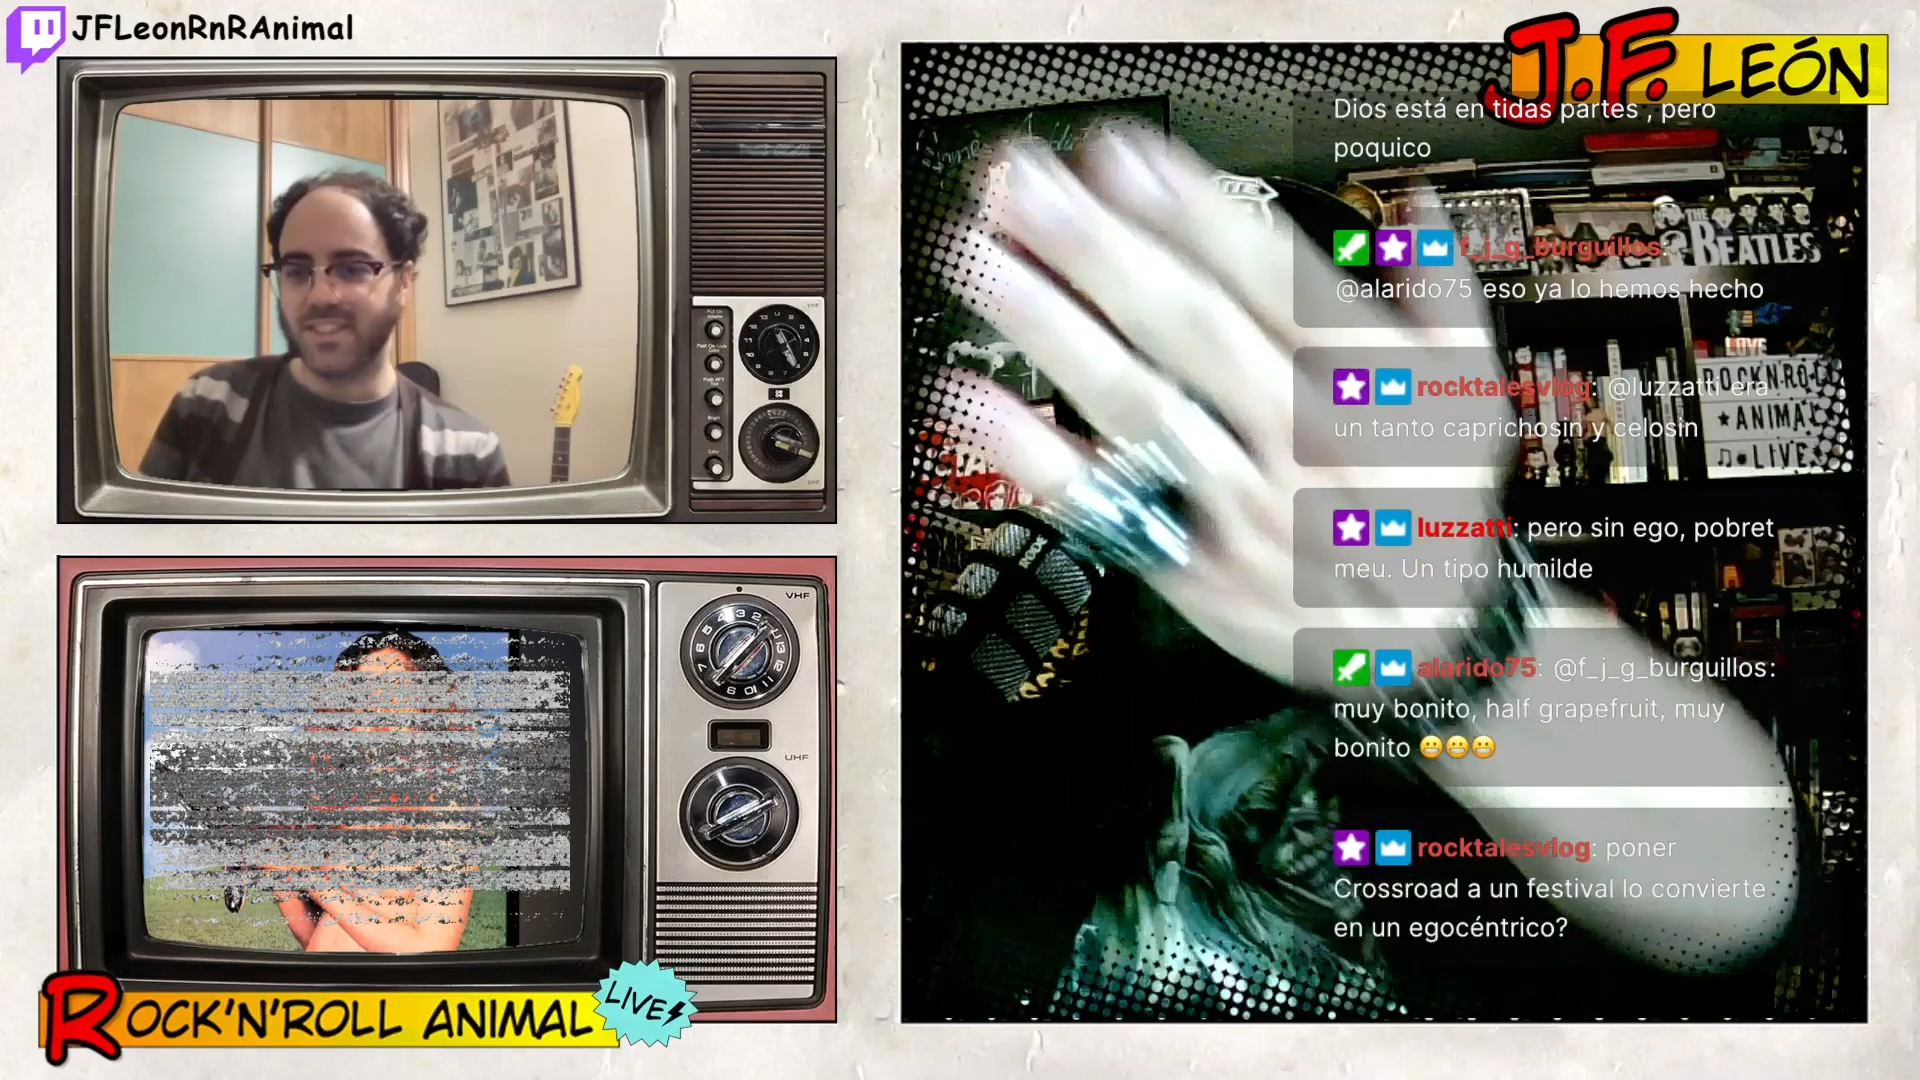 JFLeonRnRAnimal
J.F. LEÓN
Dios está en tidas partes , pero
poquico
f_j_g_burguillos:
@alarido75 eso ya lo hemos hecho
rocktalesvlog: @luzzatti era
un tanto caprichosin y celosin
luzzatti: pero sin ego, pobret
meu. Un tipo humilde
alarido75: @f_j_g_burguillos:
muy bonito, half grapefruit, muy
bonito 😬😬😬
rocktalesvlog: poner
Crossroad a un festival lo convierte
en un egocéntrico?
THE
BEATLES
LOVE
ROCKNRO
ANIMAL
LIVE
VHF
UHF
ROCK'N'ROLL ANIMAL
LIVE